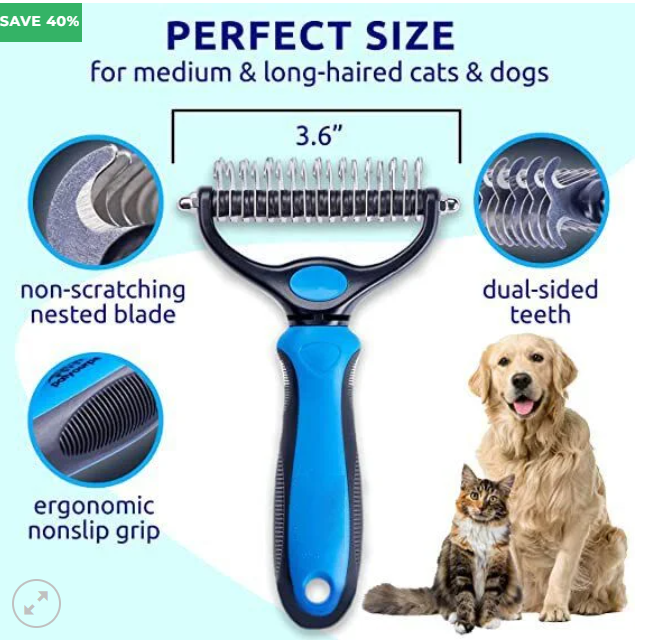 SAVE 40%
PERFECT SIZE
for medium & long-haired cats & dogs
3.6”
non-scratching
nested blade
dual-sided
teeth
ergonomic
nonslip grip